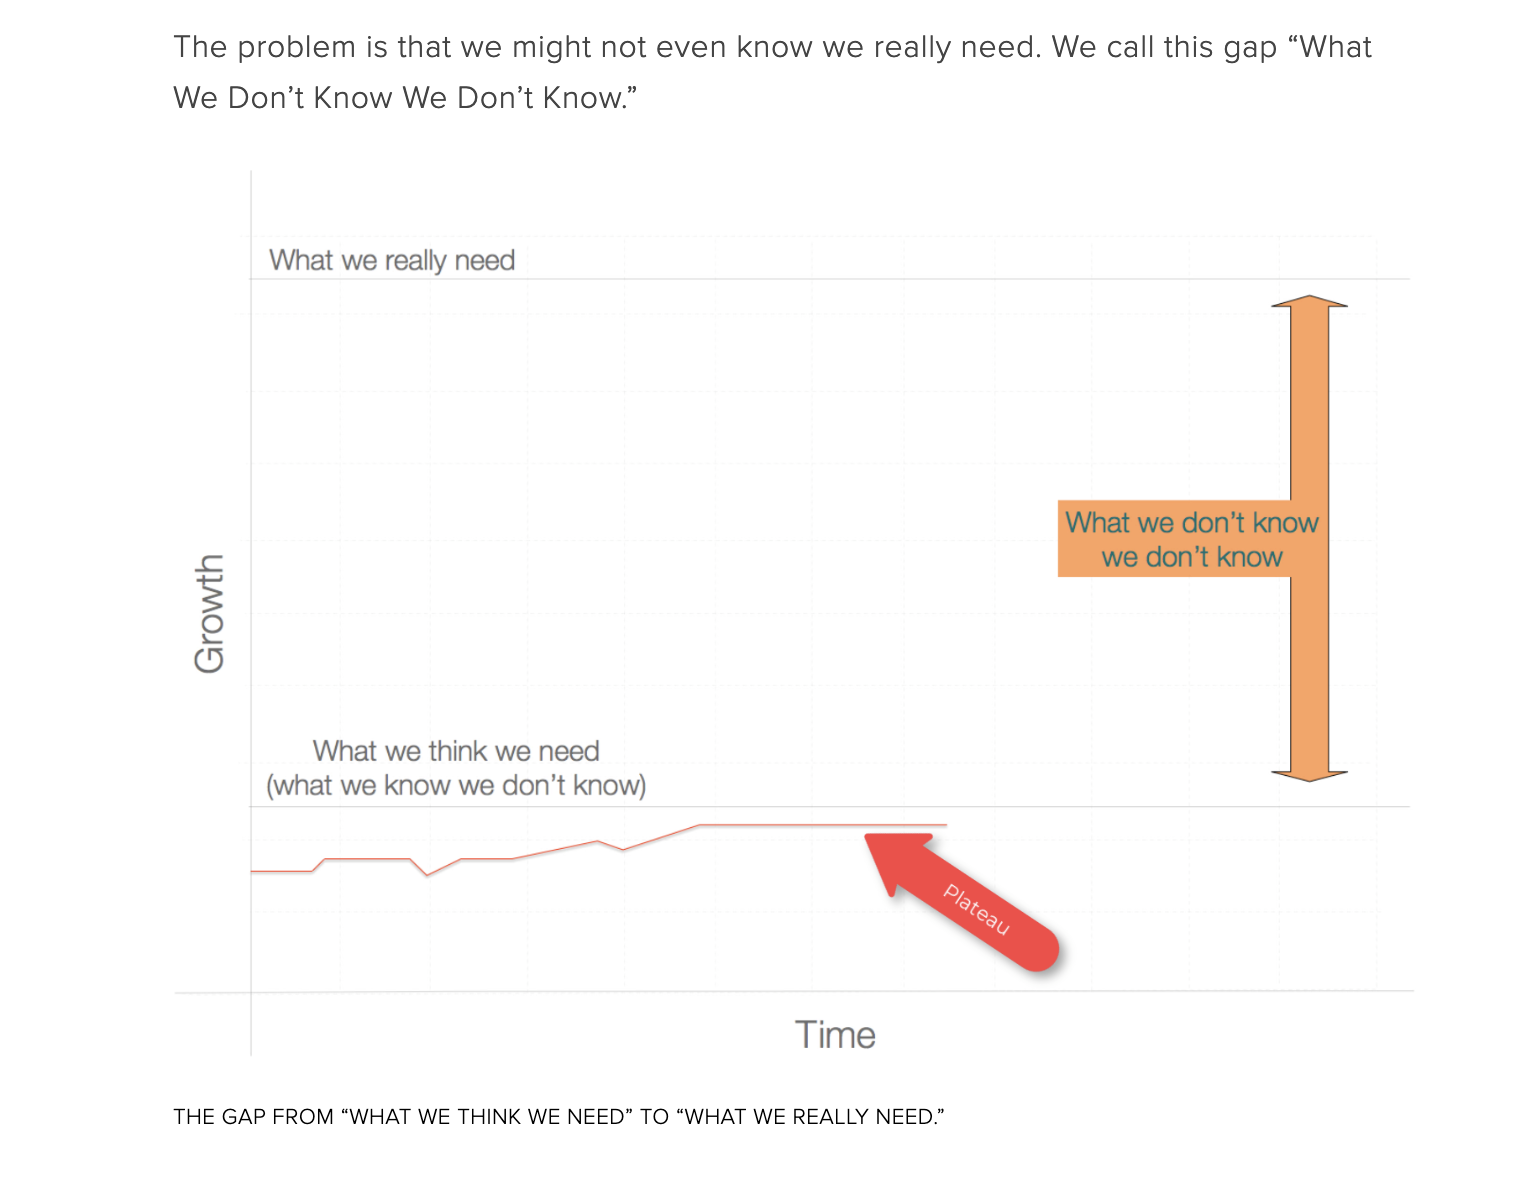 The problem is that we might not even know we really need. We call this gap “What
We Don’t Know We Don’t Know.”
What we really need
What we don’t know
we don’t know
Growth
What we think we need
(what we know we don’t know)
Plateau
Time
THE GAP FROM “WHAT WE THINK WE NEED” TO “WHAT WE REALLY NEED.”